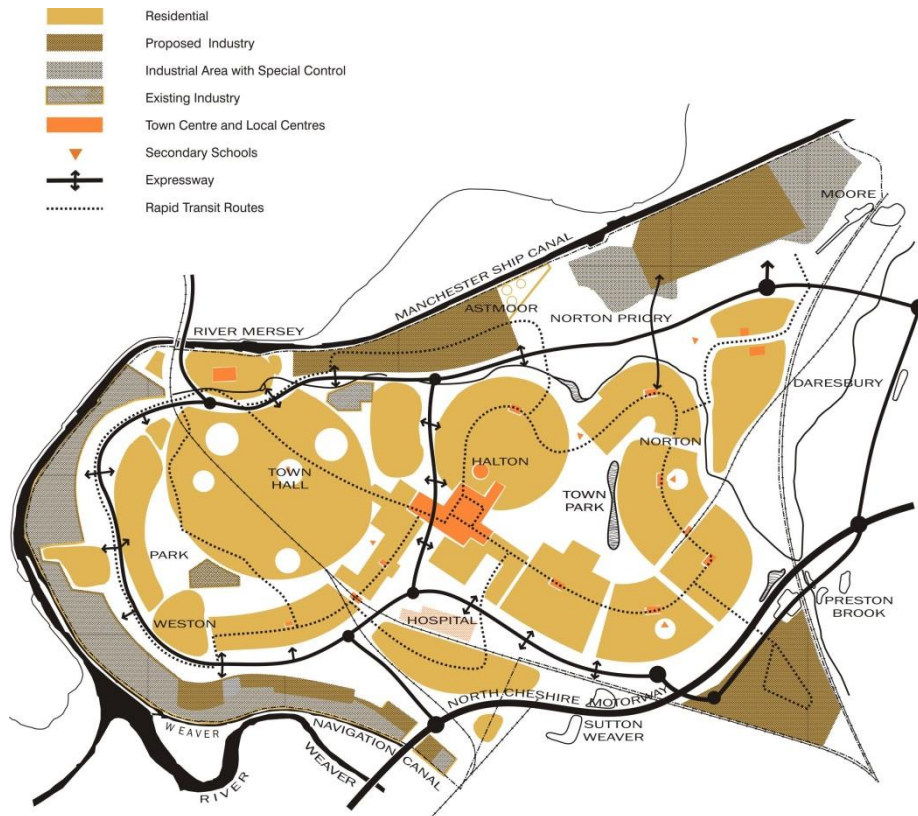 Residential
Proposed Industry
Industrial Area with Special Control
Existing Industry
Town Centre and Local Centres
Secondary Schools
Expressway
Rapid Transit Routes
MOORE
MANCHESTER SHIP CANAL
ASTMOOR
NORTON PRIORY
RIVER MERSEY
DARESBURY
NORTON
HALTON
TOWN
HALL
TOWN
PARK
PARK
PRESTON
BROOK
WESTON
HOSPITAL
NORTH CHESHIRE MOTORWAY
SUTTON
WEAVER
WEAVER
NAVIGATION
CANAL
RIVER
WEAVER